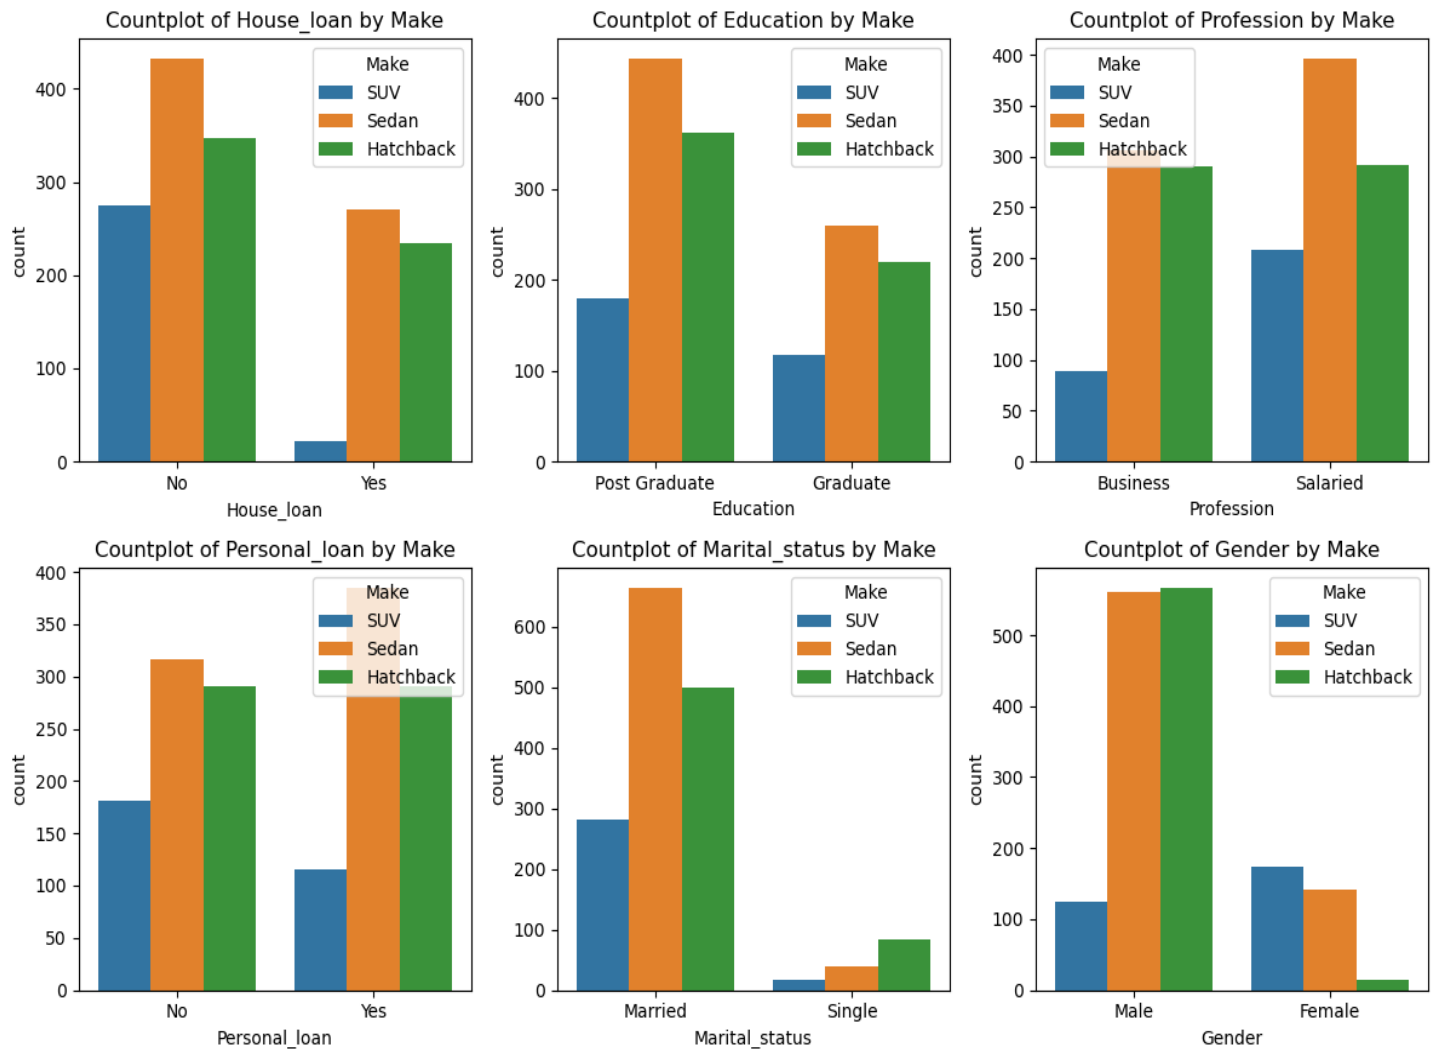 Countplot of House_loan by Make
400
300
200
100
0
count
Make
SUV
Sedan
Hatchback
No
Yes
House_loan
Countplot of Education by Make
400
300
200
100
0
count
Make
SUV
Sedan
Hatchback
Post Graduate
Graduate
Education
Countplot of Profession by Make
400
350
300
250
200
150
100
50
0
count
Make
SUV
Sedan
Hatchback
Business
Salaried
Profession
Countplot of Personal_loan by Make
400
350
300
250
200
150
100
50
0
count
Make
SUV
Sedan
Hatchback
No
Yes
Personal_loan
Countplot of Marital_status by Make
600
500
400
300
200
100
0
count
Make
SUV
Sedan
Hatchback
Married
Single
Marital_status
Countplot of Gender by Make
500
400
300
200
100
0
count
Make
SUV
Sedan
Hatchback
Male
Female
Gender